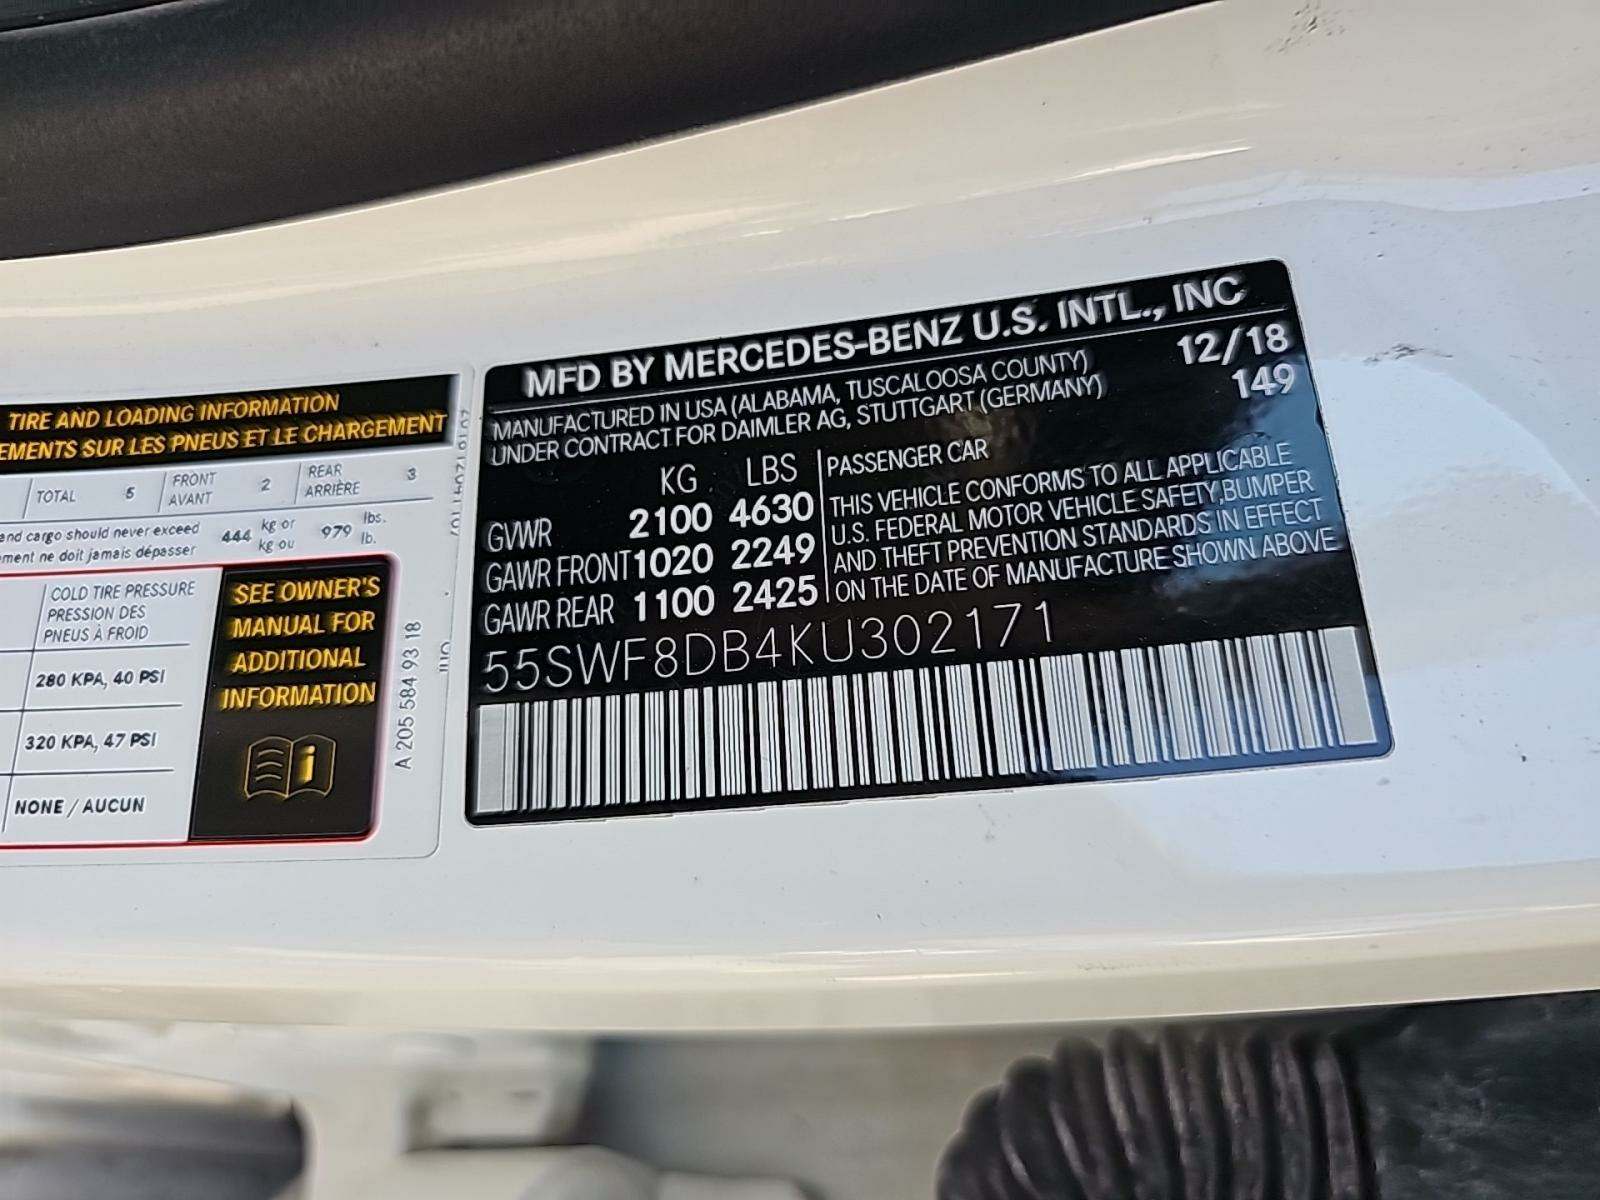 MFD BY MERCEDES-BENZ U.S. INTL., INC
MANUFACTURED IN USA (ALABAMA, TUSCALOOSA COUNTY) 12/18
UNDER CONTRACT FOR DAIMLER AG, STUTTGART (GERMANY) 149
KG LBS
GVWR 2100 4630
GAWR FRONT 1020 2249
GAWR REAR 1100 2425
PASSENGER CAR
THIS VEHICLE CONFORMS TO ALL APPLICABLE
U.S. FEDERAL MOTOR VEHICLE SAFETY,BUMPER
AND THEFT PREVENTION STANDARDS IN EFFECT
ON THE DATE OF MANUFACTURE SHOWN ABOVE
55SWF8DB4KU302171
TIRE AND LOADING INFORMATION
SUR LES PNEUS ET LE CHARGEMENT
TOTAL 5 FRONT 2 REAR 3
AVANT ARRIÈRE
and cargo should never exceed 444 kg or 979 lbs.
ne doit jamais dépasser kg ou lb.
COLD TIRE PRESSURE
PRESSION DES
PNEUS À FROID
280 KPA, 40 PSI
320 KPA, 47 PSI
NONE / AUCUN
SEE OWNER'S
MANUAL FOR
ADDITIONAL
INFORMATION
A 205 584 93 18